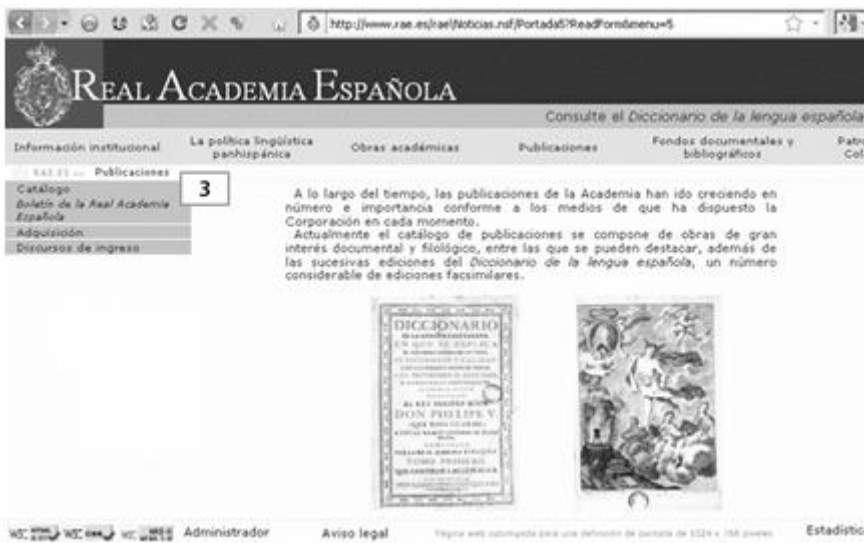 http://www.rae.es/rae/Noticias.nsf/Portada5?ReadForm&menu=5
REAL ACADEMIA ESPAÑOLA
Consulte el Diccionario de la lengua española
Información institucional
La política lingüística panhispánica
Obras académicas
Publicaciones
Fondos documentales y bibliográficos
Publicaciones
Catálogo
Boletín de la Real Academia
Española
Adquisición
Discursos de ingreso
3
A lo largo del tiempo, las publicaciones de la Academia han ido creciendo en
número e importancia conforme a los medios de que ha dispuesto la
Corporación en cada momento.
Actualmente el catálogo de publicaciones se compone de obras de gran
interés documental y filológico, entre las que se pueden destacar, además de
las sucesivas ediciones del Diccionario de la lengua española, un número
considerable de ediciones facsimilares.
DICCIONARIO
EN QUE SE EXPLICA
DON PHELIPE V.
TOMO PRIMERO.
Administrador
Aviso legal